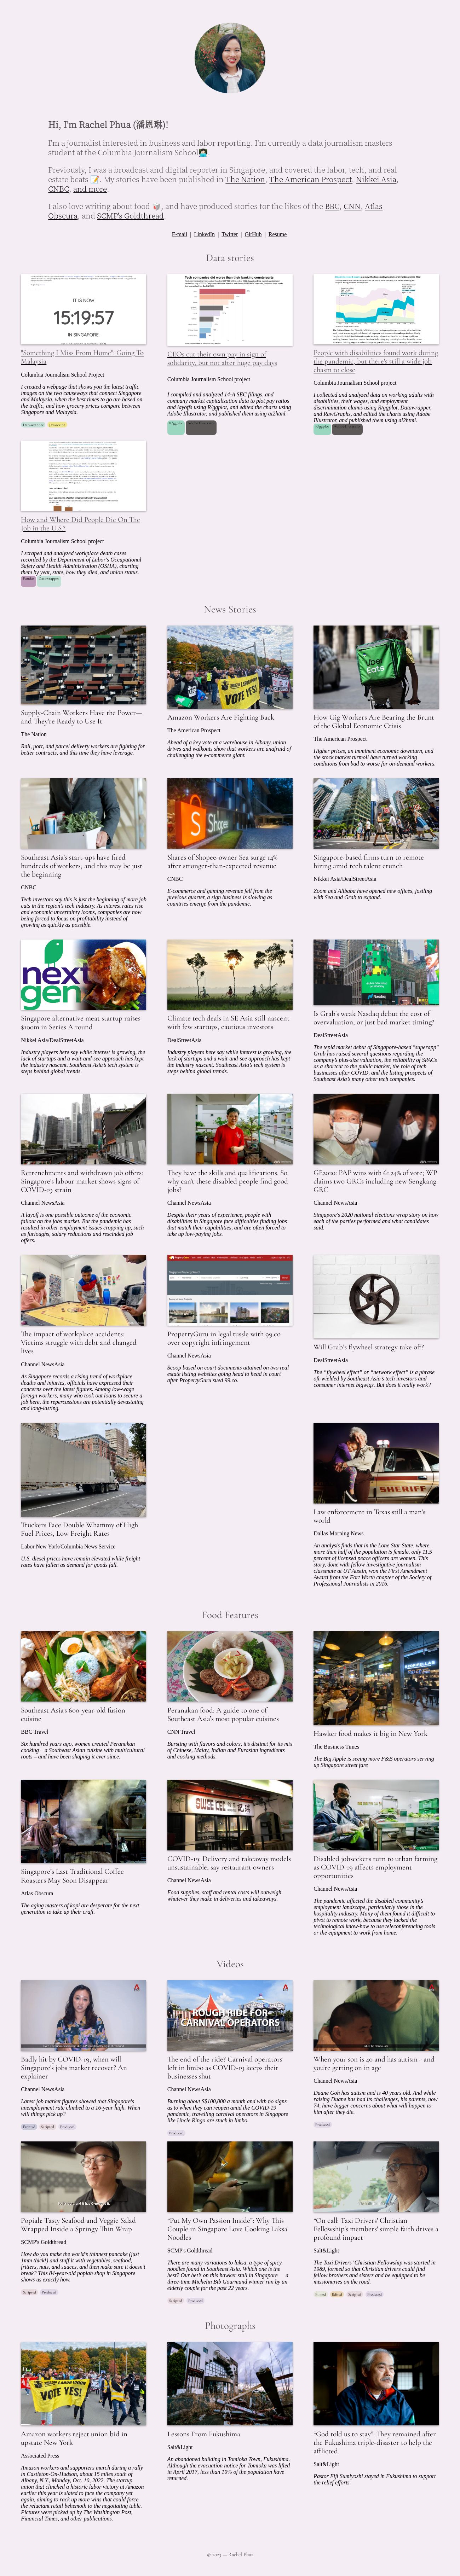 Hi, I'm Rachel Phua (潘恩琳)!
I'm a journalist interested in business and labor reporting. I'm currently a data journalism masters
student at the Columbia Journalism School👩🏻‍💻.
Previously, I was a broadcast and digital reporter in Singapore, and covered the labor, tech, and real
estate beats 📝. My stories have been published in The Nation, The American Prospect, Nikkei Asia,
CNBC, and more.
I also love writing about food 🥡, and have produced stories for the likes of the BBC, CNN, Atlas
Obscura, and SCMP's Goldthread.
E-mail | LinkedIn | Twitter | GitHub | Resume
Data stories
IT IS NOW
15:19:57
IN SINGAPORE.
"Something I Miss From Home": Going To
Malaysia
Columbia Journalism School Project
I created a webpage that lets you see the latest traffic
images on the two causeways that connect Singapore
and Malaysia, when the best times to go are based on
the traffic, and how grocery prices compare between
Singapore and Malaysia.
Datawrapper Javascript
Tech companies did worse than their banking counterparts
CEOs cut their own pay in sign of
solidarity, but not after huge pay days
Columbia Journalism School project
I compiled and analyzed 14-A SEC filings, and
company market capitalization data to plot pay ratios
and layoffs using R/ggplot, and edited the charts using
Adobe Illustrator, and published them using ai2html.
R/ggplot Adobe Illustrator
People with disabilities found work during
the pandemic, but there's still a wide job
chasm to close
Columbia Journalism School project
I collected and analyzed data on working adults with
disabilities, their wages, and employment
discrimination claims using R/ggplot, Datawrapper,
and RawGraphs, and edited the charts using Adobe
Illustrator, and published them using ai2html.
R/ggplot Adobe Illustrator
How and Where Did People Die On The
Job in the U.S.?
Columbia Journalism School project
I scraped and analyzed workplace death cases
recorded by the Department of Labor's Occupational
Safety and Health Administration (OSHA), charting
them by year, state, how they died, and union status.
Pandas Datawrapper
News Stories
Supply-Chain Workers Have the Power—
and They're Ready to Use It
The Nation
Rail, port, and parcel delivery workers are fighting for
better contracts, and this time they have leverage.
VOTE YES!
Amazon Workers Are Fighting Back
The American Prospect
Ahead of a key vote at a warehouse in Albany, union
drives and walkouts show that workers are unafraid of
challenging the e-commerce giant.
Uber
Eats
How Gig Workers Are Bearing the Brunt
of the Global Economic Crisis
The American Prospect
Higher prices, an imminent economic downturn, and
the stock market turmoil have turned working
conditions from bad to worse for on-demand workers.
Southeast Asia's start-ups have fired
hundreds of workers, and this may be just
the beginning
CNBC
Tech investors say this is just the beginning of more job
cuts in the region's tech industry. As interest rates rise
and economic uncertainty looms, companies are now
being forced to focus on profitability instead of
growing as quickly as possible.
Shopee
Shares of Shopee-owner Sea surge 14%
after stronger-than-expected revenue
CNBC
E-commerce and gaming revenue fell from the
previous quarter, a sign business is slowing as
countries emerge from the pandemic.
Singapore-based firms turn to remote
hiring amid tech talent crunch
Nikkei Asia/DealStreetAsia
Zoom and Alibaba have opened new offices, jostling
with Sea and Grab to expand.
next
gen
Singapore alternative meat startup raises
$100m in Series A round
Nikkei Asia/DealStreetAsia
Industry players here say while interest is growing, the
lack of startups and a wait-and-see approach has kept
the industry nascent. Southeast Asia's tech system is
steps behind global trends.
Climate tech deals in SE Asia still nascent
with few startups, cautious investors
DealStreetAsia
Industry players here say while interest is growing, the
lack of startups and a wait-and-see approach has kept
the industry nascent. Southeast Asia's tech system is
steps behind global trends.
Is Grab's weak Nasdaq debut the cost of
overvaluation, or just bad market timing?
DealStreetAsia
The tepid market debut of Singapore-based "superapp"
Grab has raised several questions regarding the
company's plus-size valuation, the reliability of SPACs
as a shortcut to the public market, the role of tech
businesses after COVID, and the listing prospects of
Southeast Asia's many other tech companies.
Retrenchments and withdrawn job offers:
Singapore's labour market shows signs of
COVID-19 strain
Channel NewsAsia
A layoff is one possible outcome of the economic
fallout on the jobs market. But the pandemic has
resulted in other employment issues cropping up, such
as furloughs, salary reductions and rescinded job
offers.
They have the skills and qualifications. So
why can't these disabled people find good
jobs?
Channel NewsAsia
Despite their years of experience, people with
disabilities in Singapore face difficulties finding jobs
that match their capabilities, and are often forced to
take up low-paying jobs.
GE2020: PAP wins with 61.24% of vote; WP
claims two GRCs including new Sengkang
GRC
Channel NewsAsia
Singapore's 2020 national elections wrap story on how
each of the parties performed and what candidates
said.
The impact of workplace accidents:
Victims struggle with debt and changed
lives
Channel NewsAsia
As Singapore records a rising trend of workplace
deaths and injuries, officials have expressed their
concerns over the latest figures. Among low-wage
foreign workers, many who took out loans to secure a
job here, the repercussions are potentially devastating
and long-lasting.
PropertyGuru in legal tussle with 99.co
over copyright infringement
Channel NewsAsia
Scoop based on court documents attained on two real
estate listing websites going head to head in court
after PropertyGuru sued 99.co.
Will Grab's flywheel strategy take off?
DealStreetAsia
The “flywheel effect” or “network effect” is a phrase
oft-wielded by Southeast Asia's tech investors and
consumer internet bigwigs. But does it really work?
Truckers Face Double Whammy of High
Fuel Prices, Low Freight Rates
Labor New York/Columbia News Service
U.S. diesel prices have remain elevated while freight
rates have fallen as demand for goods fall.
SHERIFF
Law enforcement in Texas still a man's
world
Dallas Morning News
An analysis finds that in the Lone Star State, where
more than half of the population is female, only 11.5
percent of licensed peace officers are women. This
story, done with fellow investigative journalism
classmate at UT Austin, won the First Amendment
Award from the Fort Worth chapter of the Society of
Professional Journalists in 2016.
Food Features
Southeast Asia's 600-year-old fusion
cuisine
BBC Travel
Six hundred years ago, women created Peranakan
cooking – a Southeast Asian cuisine with multicultural
roots – and have been shaping it ever since.
Peranakan food: A guide to one of
Southeast Asia's most popular cuisines
CNN Travel
Bursting with flavors and colors, it's distinct for its mix
of Chinese, Malay, Indian and Eurasian ingredients
and cooking methods.
Hawker food makes it big in New York
The Business Times
The Big Apple is seeing more F&B operators serving
up Singapore street fare
Singapore's Last Traditional Coffee
Roasters May Soon Disappear
Atlas Obscura
The aging masters of kopi are desperate for the next
generation to take up their craft.
SWEE KEE
COVID-19: Delivery and takeaway models
unsustainable, say restaurant owners
Channel NewsAsia
Food supplies, staff and rental costs will outweigh
whatever they make in deliveries and takeaways.
Disabled jobseekers turn to urban farming
as COVID-19 affects employment
opportunities
Channel NewsAsia
The pandemic affected the disabled community's
employment landscape, particularly those in the
hospitality industry. Many of them found it difficult to
pivot to remote work, because they lacked the
technological know-how to use teleconferencing tools
or the equipment to work from home.
Videos
Badly hit by COVID-19, when will
Singapore's jobs market recover? An
explainer
Channel NewsAsia
Latest job market figures showed that Singapore's
unemployment rate climbed to a 16-year high. When
will things pick up?
Fronted Scripted Produced
ROUGH RIDE FOR
CARNIVAL OPERATORS
The end of the ride? Carnival operators
left in limbo as COVID-19 keeps their
businesses shut
Channel NewsAsia
Burning about S$100,000 a month and with no signs
as to when they can reopen amid the COVID-19
pandemic, travelling carnival operators in Singapore
like Uncle Ringo are stuck in limbo.
Produced
When your son is 40 and has autism - and
you're getting on in age
Channel NewsAsia
Duane Goh has autism and is 40 years old. And while
raising Duane has had its challenges, his parents, now
74, have bigger concerns about what will happen to
him after they die.
Produced
Popiah: Tasty Seafood and Veggie Salad
Wrapped Inside a Springy Thin Wrap
SCMP's Goldthread
How do you make the world's thinnest pancake (just
1mm thick!) and stuff it with vegetables, seafood,
fritters, nuts, and sauces, and then make sure it doesn't
break? This 84-year-old popiah shop in Singapore
shows us exactly how.
Scripted Produced
“Put My Own Passion Inside”: Why This
Couple in Singapore Love Cooking Laksa
Noodles
SCMP's Goldthread
There are many variations to laksa, a type of spicy
noodles found in Southeast Asia. Which one is the
best? Our bet's on this hawker stall in Singapore — a
three-time Michelin Bib Gourmand winner run by an
elderly couple for the past 22 years.
Scripted Produced
“On call: Taxi Drivers' Christian
Fellowship's members' simple faith drives a
profound impact
Salt&Light
The Taxi Drivers' Christian Fellowship was started in
1989, formed so that Christian drivers could find
fellow brothers and sisters and be equipped to be
missionaries on the road.
Filmed Edited Scripted Produced
Photographs
VOTE YES!
Amazon workers reject union bid in
upstate New York
Associated Press
Amazon workers and supporters march during a rally
in Castleton-On-Hudson, about 15 miles south of
Albany, N.Y., Monday, Oct. 10, 2022. The startup
union that clinched a historic labor victory at Amazon
earlier this year is slated to face the company yet
again, aiming to rack up more wins that could force
the reluctant retail behemoth to the negotiating table.
Pictures were picked up by The Washington Post,
Financial Times, and other publications.
Lessons From Fukushima
Salt&Light
An abandoned building in Tomioka Town, Fukushima.
Although the evacuation notice for Tomioka was lifted
in April 2017, less than 10% of the population have
returned.
“God told us to stay”: They remained after
the Fukushima triple-disaster to help the
afflicted
Salt&Light
Pastor Eiji Sumiyoshi stayed in Fukushima to support
the relief efforts.
© 2023 — Rachel Phua